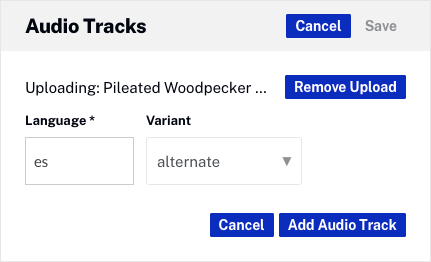 Audio Tracks
Cancel
Save
Uploading: Pileated Woodpecker ...
Remove Upload
Language *
Variant
es
alternate
Cancel
Add Audio Track